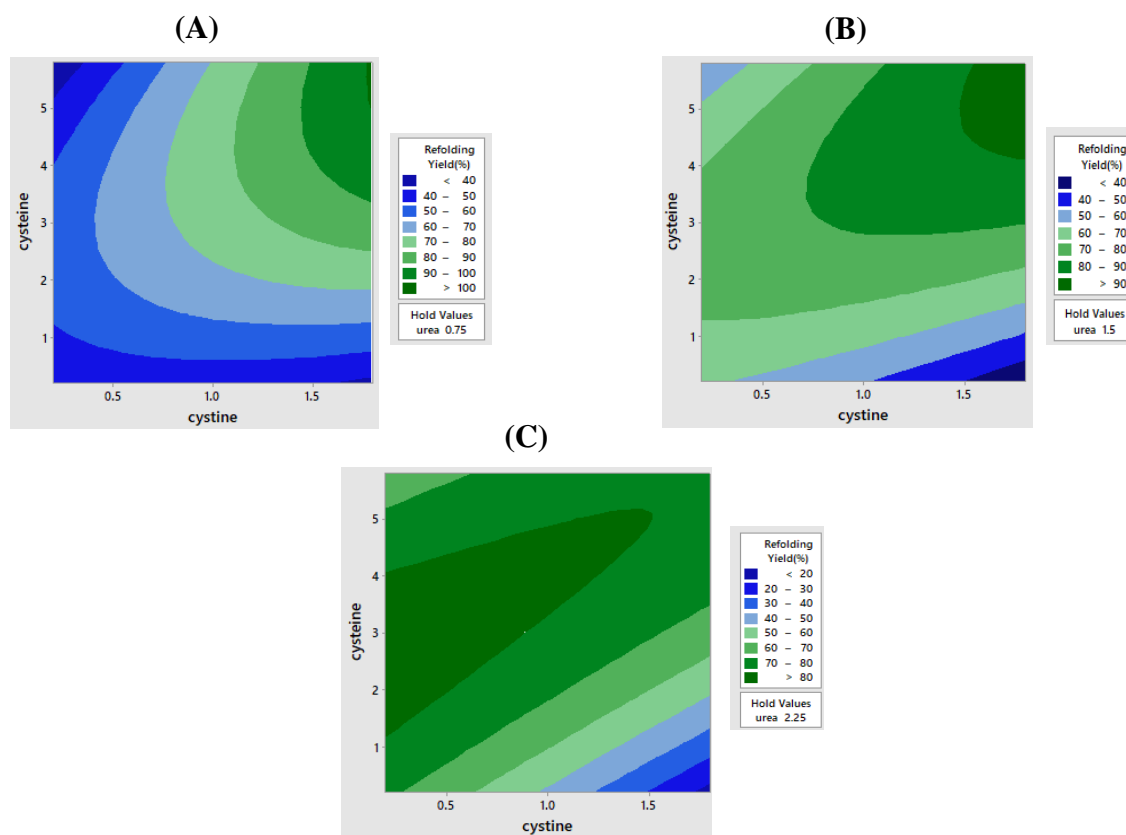 (A)
cysteine
5
4
3
2
1
0.5 1.0 1.5
cystine
Refolding
Yield(%)
< 40
40 – 50
50 – 60
60 – 70
70 – 80
80 – 90
90 – 100
> 100
Hold Values
urea 0.75
(B)
cysteine
5
4
3
2
1
0.5 1.0 1.5
cystine
Refolding
Yield(%)
< 40
40 – 50
50 – 60
60 – 70
70 – 80
80 – 90
> 90
Hold Values
urea 1.5
(C)
cysteine
5
4
3
2
1
0.5 1.0 1.5
cystine
Refolding
Yield(%)
< 20
20 – 30
30 – 40
40 – 50
50 – 60
60 – 70
70 – 80
> 80
Hold Values
urea 2.25